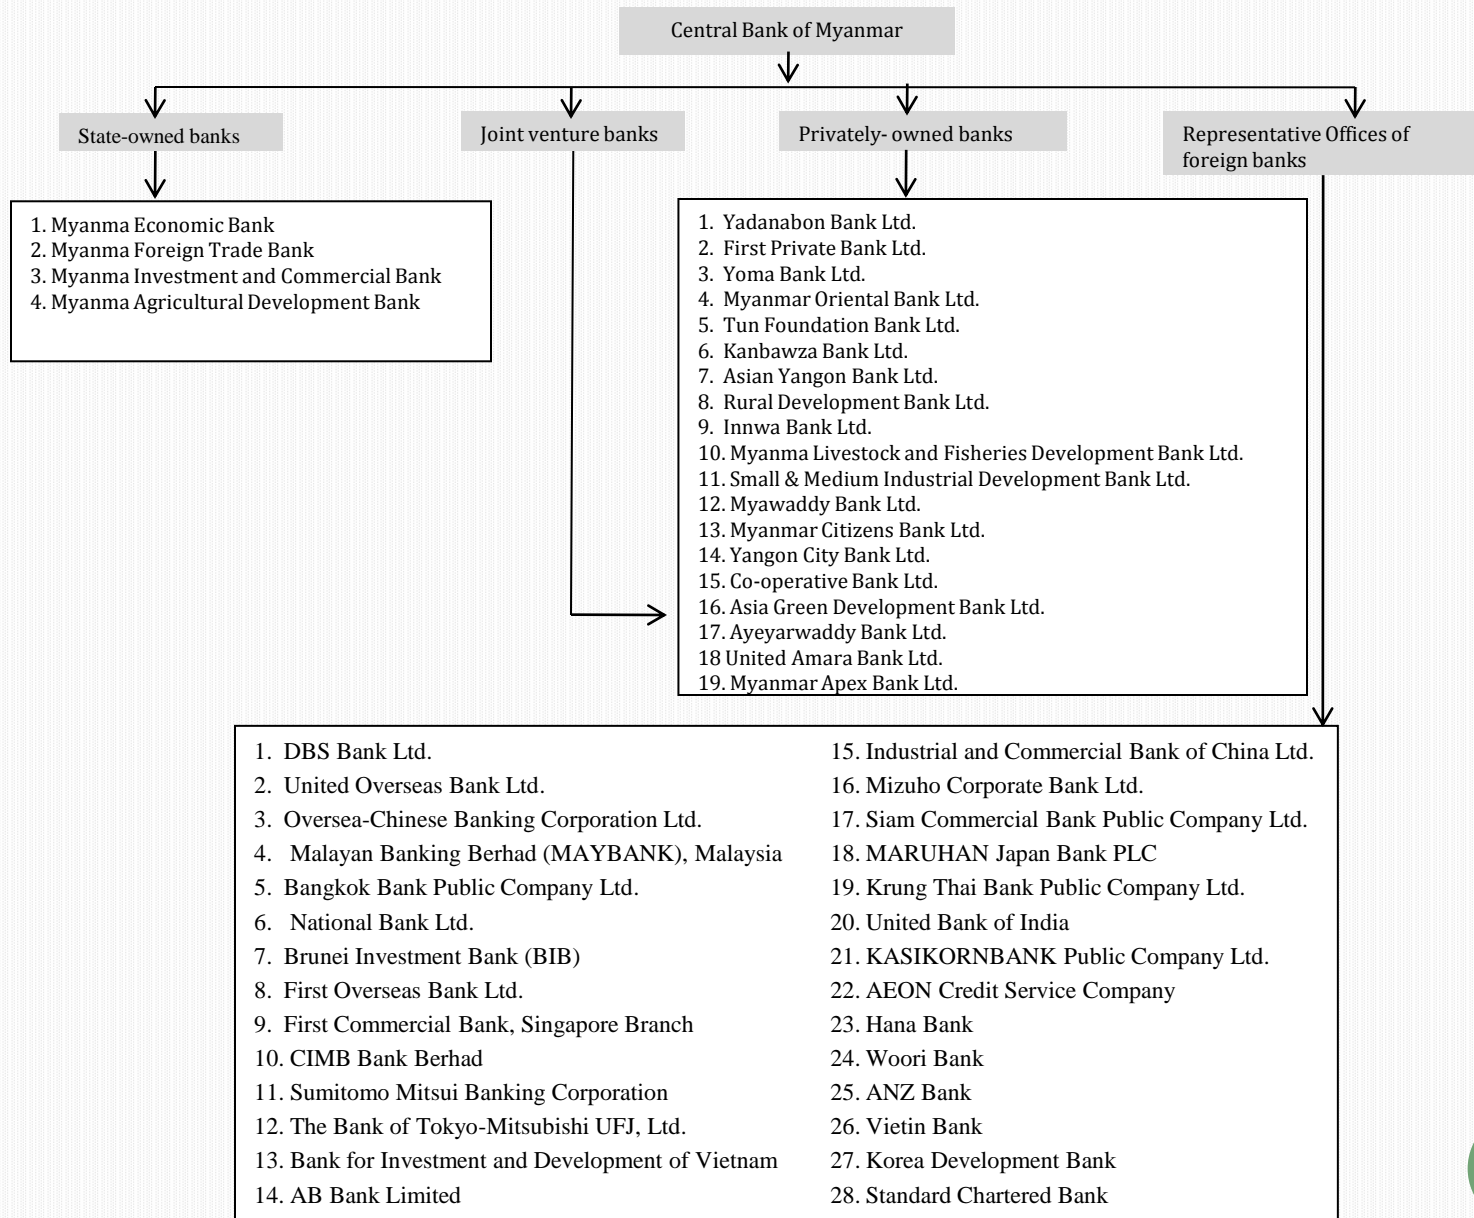 Central Bank of Myanmar
State-owned banks
Joint venture banks
Privately- owned banks
Representative Offices of
foreign banks
1. Myanma Economic Bank
2. Myanma Foreign Trade Bank
3. Myanma Investment and Commercial Bank
4. Myanma Agricultural Development Bank
1. Yadanabon Bank Ltd.
2. First Private Bank Ltd.
3. Yoma Bank Ltd.
4. Myanmar Oriental Bank Ltd.
5. Tun Foundation Bank Ltd.
6. Kanbawza Bank Ltd.
7. Asian Yangon Bank Ltd.
8. Rural Development Bank Ltd.
9. Innwa Bank Ltd.
10. Myanma Livestock and Fisheries Development Bank Ltd.
11. Small & Medium Industrial Development Bank Ltd.
12. Myawaddy Bank Ltd.
13. Myanmar Citizens Bank Ltd.
14. Yangon City Bank Ltd.
15. Co-operative Bank Ltd.
16. Asia Green Development Bank Ltd.
17. Ayeyarwaddy Bank Ltd.
18 United Amara Bank Ltd.
19. Myanmar Apex Bank Ltd.
1. DBS Bank Ltd.
2. United Overseas Bank Ltd.
3. Oversea-Chinese Banking Corporation Ltd.
4. Malayan Banking Berhad (MAYBANK), Malaysia
5. Bangkok Bank Public Company Ltd.
6. National Bank Ltd.
7. Brunei Investment Bank (BIB)
8. First Overseas Bank Ltd.
9. First Commercial Bank, Singapore Branch
10. CIMB Bank Berhad
11. Sumitomo Mitsui Banking Corporation
12. The Bank of Tokyo-Mitsubishi UFJ, Ltd.
13. Bank for Investment and Development of Vietnam
14. AB Bank Limited
15. Industrial and Commercial Bank of China Ltd.
16. Mizuho Corporate Bank Ltd.
17. Siam Commercial Bank Public Company Ltd.
18. MARUHAN Japan Bank PLC
19. Krung Thai Bank Public Company Ltd.
20. United Bank of India
21. KASIKORNBANK Public Company Ltd.
22. AEON Credit Service Company
23. Hana Bank
24. Woori Bank
25. ANZ Bank
26. Vietin Bank
27. Korea Development Bank
28. Standard Chartered Bank